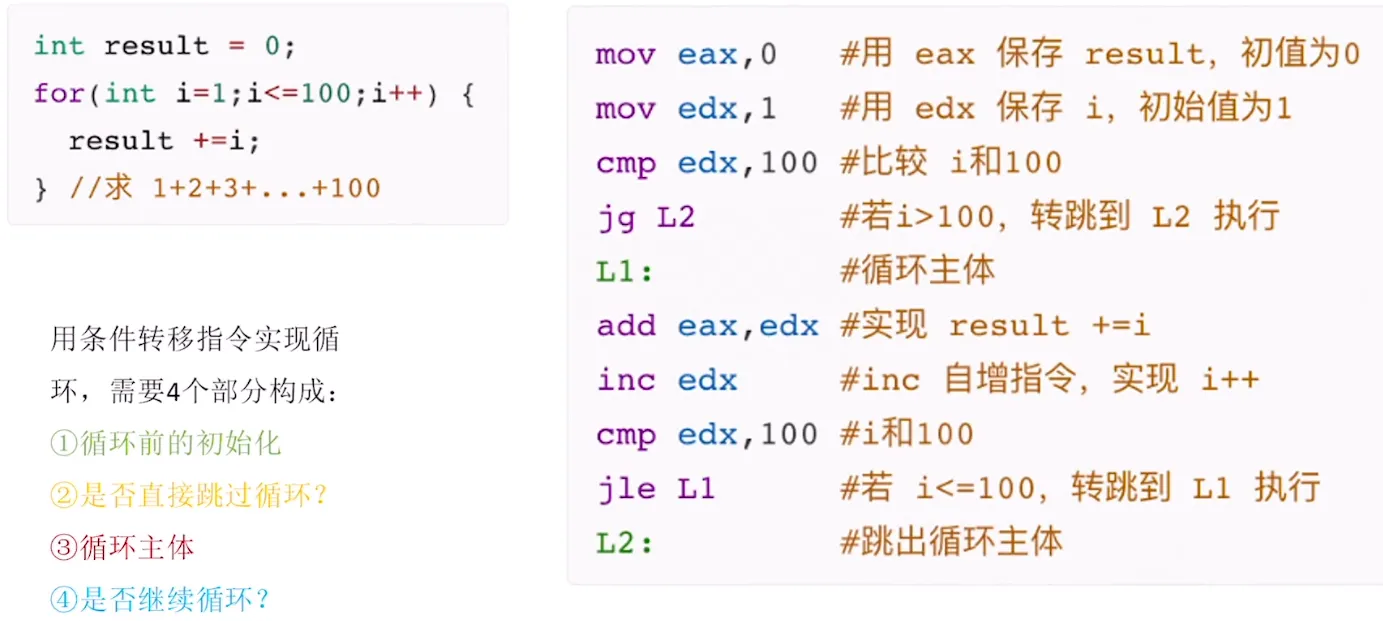 int result = 0;
for(int i=1;i<=100;i++) {
  result +=i;
} //求 1+2+3+...+100
用条件转移指令实现循
环，需要4个部分构成：
①循环前的初始化
②是否直接跳过循环？
③循环主体
④是否继续循环？
mov eax,0   #用 eax 保存 result，初值为0
mov edx,1   #用 edx 保存 i，初始值为1
cmp edx,100 #比较 i和100
jg L2       #若i>100，转跳到 L2 执行
L1:         #循环主体
add eax,edx #实现 result +=i
inc edx     #inc 自增指令，实现 i++
cmp edx,100 #i和100
jle L1      #若 i<=100，转跳到 L1 执行
L2:         #跳出循环主体